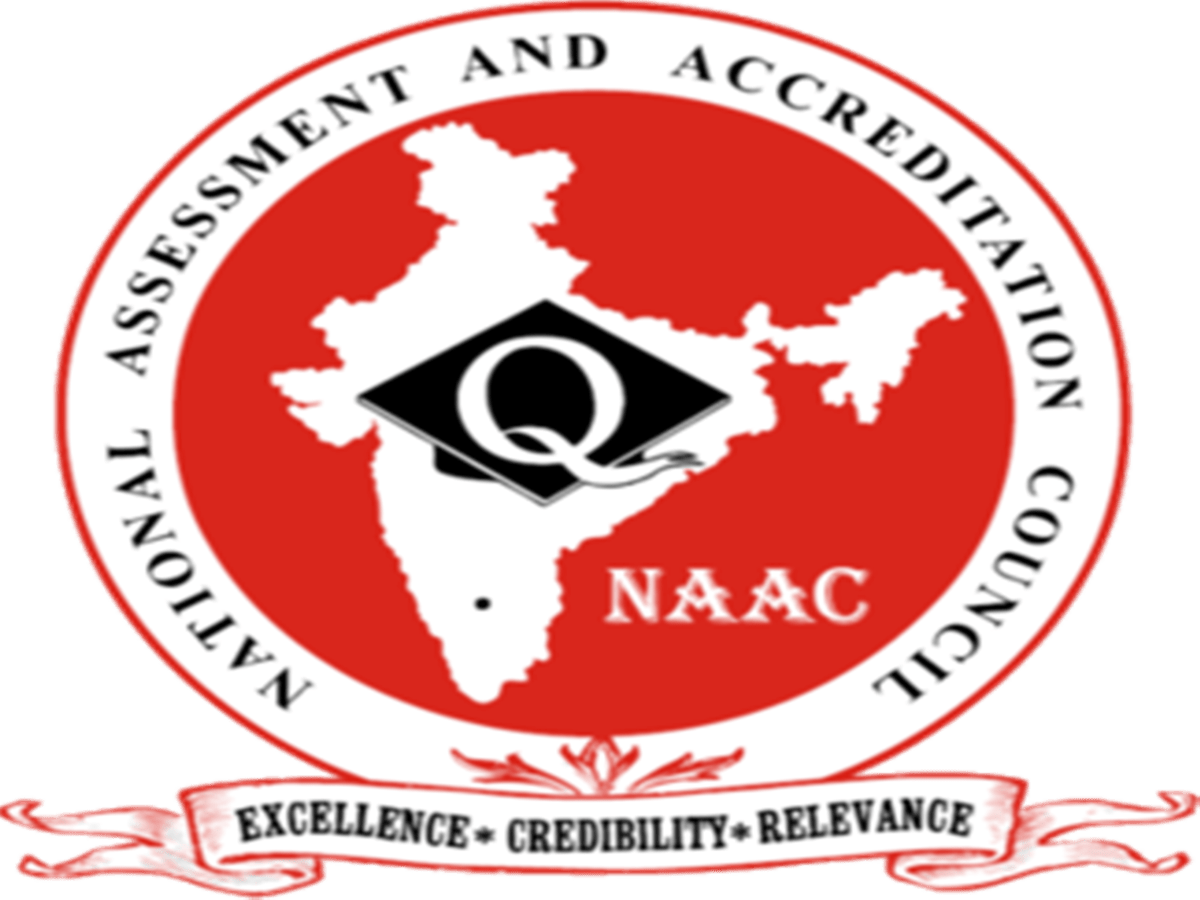 NATIONAL ASSESSMENT AND ACCREDITATION COUNCIL
Q
NAAC
EXCELLENCE* CREDIBILITY* RELEVANCE